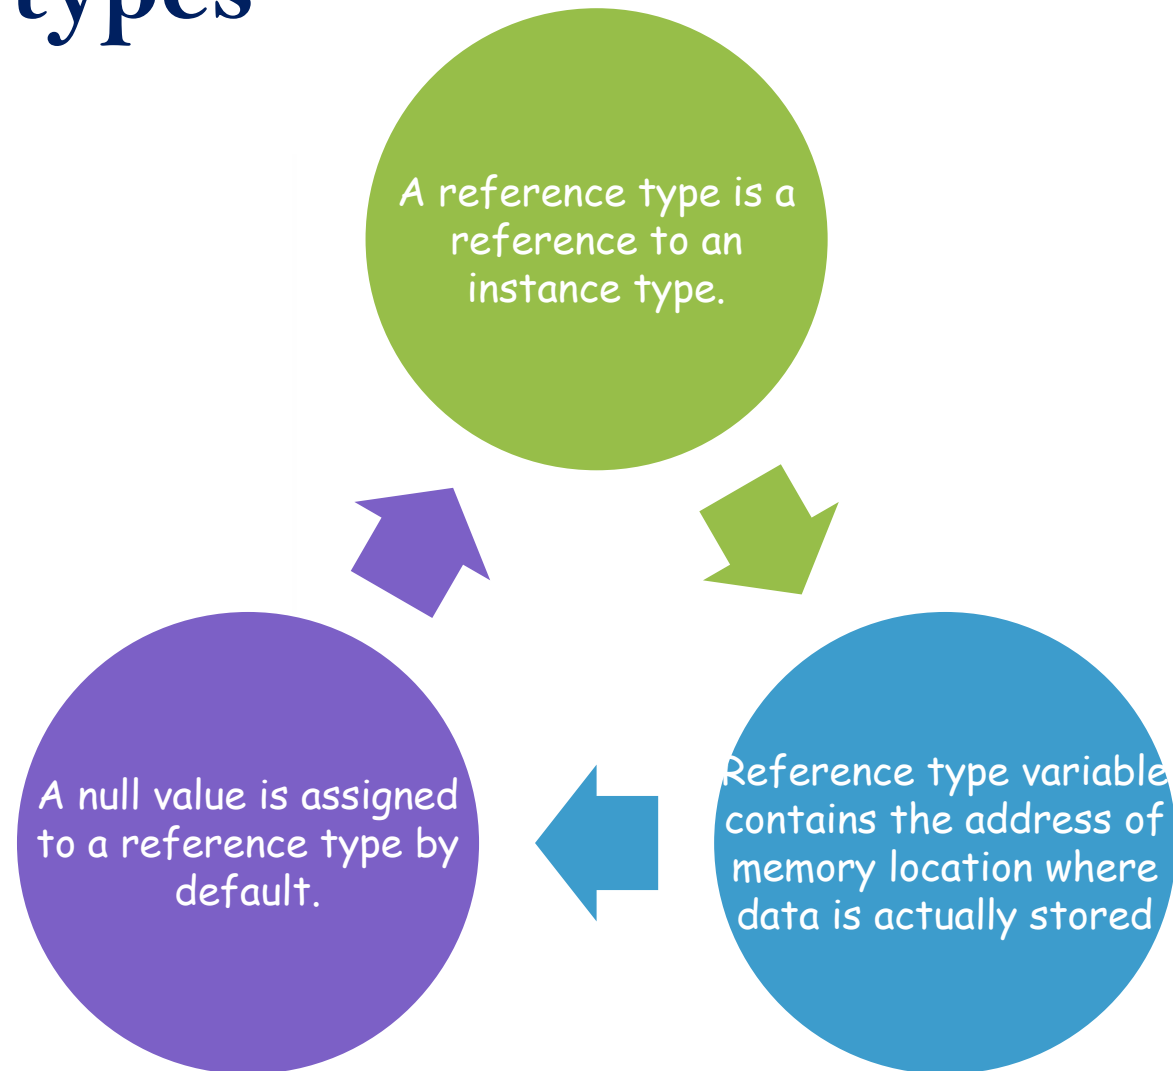 types
A reference type is a
reference to an
instance type.
Reference type variable
contains the address of
memory location where
data is actually stored
A null value is assigned
to a reference type by
default.